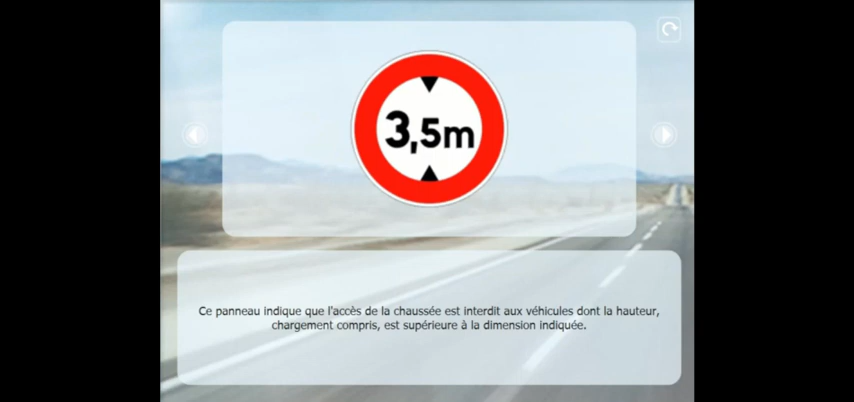 3,5m
Ce panneau indique que l'accès de la chaussée est interdit aux véhicules dont la hauteur,
chargement compris, est supérieure à la dimension indiquée.